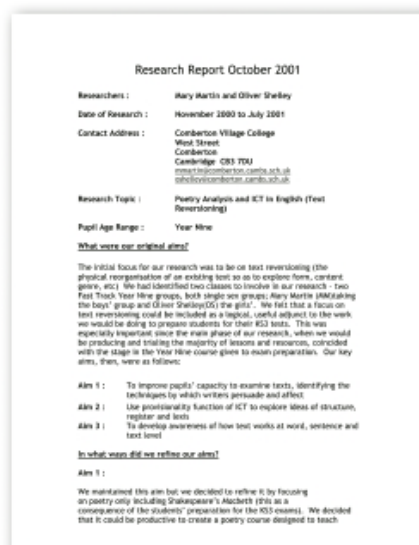 Research Report October 2001
Researchers : Mary Martin and Oliver Shelley
Date of Research : November 2000 to July 2001
Contact Address : Comberton Village College
West Street
Comberton
Cambridge CB3 7DU
mmartin@comberton.cambs.sch.uk
oshelley@comberton.cambs.sch.uk
Research Topic : Poetry Analysis and ICT in English (Text
Reversioning)
Pupil Age Range : Year Nine
What were our original aims?
The initial focus for our research was to be on text reversioning (the
physical reorganisation of an existing text so as to explore form, content
genre, etc) We had identified two classes to involve in our research - two
Fast Track Year Nine groups, both single sex groups; Mary Martin (MM)taking
the boys' group and Oliver Shelley(OS) the girls'. We felt that a focus on
text reversioning could be included as a logical, useful adjunct to the work
we would be doing to prepare students for their KS3 tests. This was
especially important since the main phase of our research, when we would
be producing and trialing the majority of lessons and resources, coincided
with the stage in the Year Nine course given to exam preparation. Our key
aims, then, were as follows:
Aim 1 : To improve pupils' capacity to examine texts, identifying the
techniques by which writers persuade and affect
Aim 2 : Use provisionality function of ICT to explore ideas of structure,
register and lexis
Aim 3 : To develop awareness of how text works at word, sentence and
text level
In what ways did we refine our aims?
Aim 1 :
We maintained this aim but we decided to refine it by focusing
on poetry only including Shakespeare's Macbeth (this as a
consequence of the students' preparation for the KS3 exams). We decided
that it could be productive to create a poetry course designed to teach